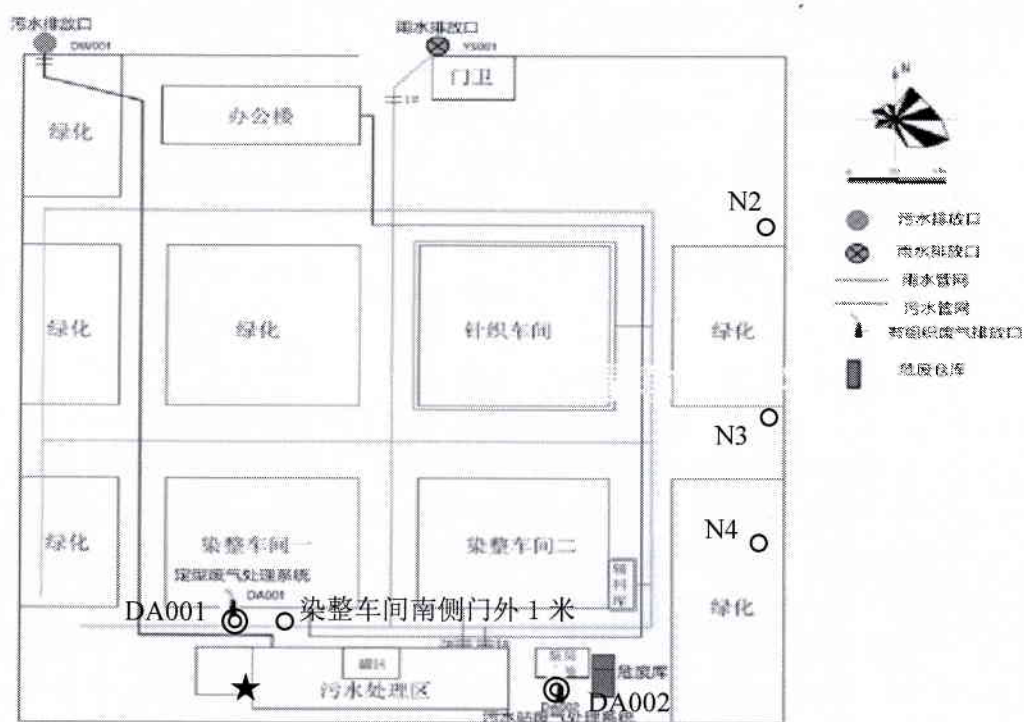 污水排放口
DW001
雨水排放口
YS001
门卫
1#
办公楼
绿化
N
N2
污水排放口
雨水排放口
雨水管网
污水管网
有组织废气排放口
危废仓库
绿化
绿化
针织车间
绿化
N3
绿化
染整车间一
染整车间二
N4
绿化
定型废气处理系统
DA001
DA001
染整车间南侧门外 1 米
污水处理区
危废库
DA002
污水站废气处理系统